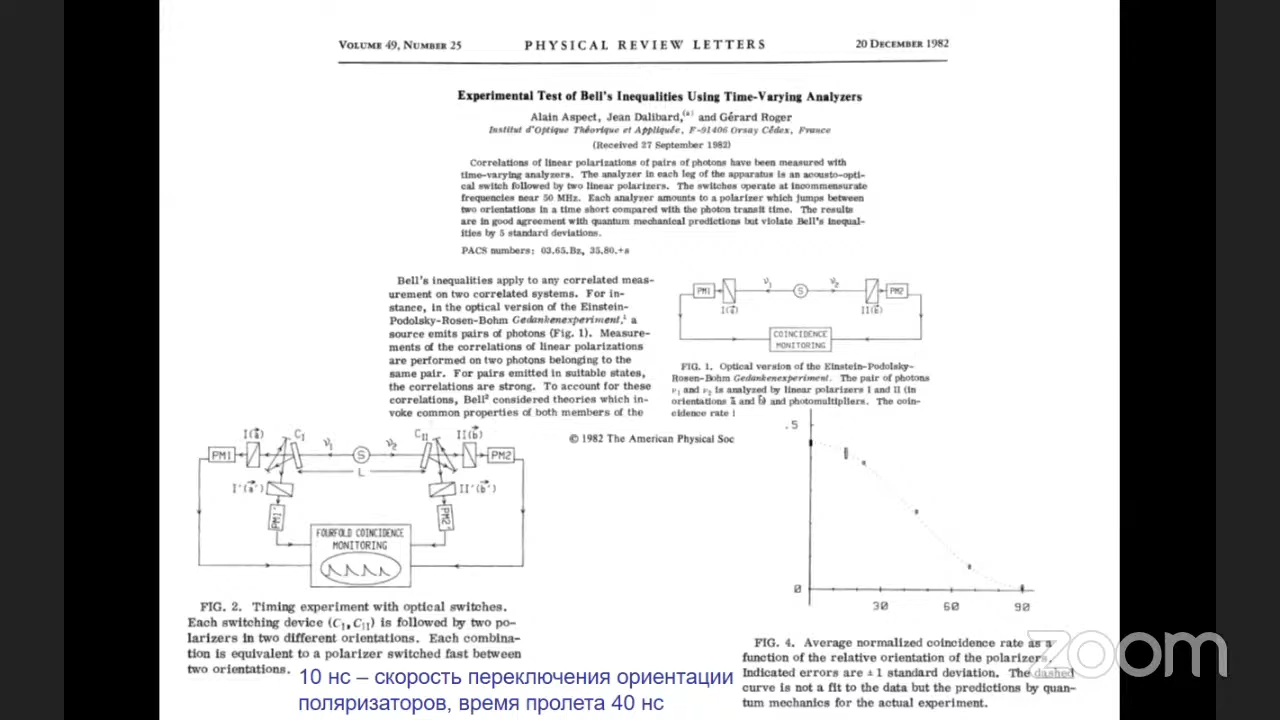 VOLUME 49, NUMBER 25 PHYSICAL REVIEW LETTERS 20 DECEMBER 1982
Experimental Test of Bell's Inequalities Using Time-Varying Analyzers
Alain Aspect, Jean Dalibard,(a) and Gérard Roger
Institut d'Optique Théorique et Appliquée, F-91406 Orsay Cédex, France
(Received 27 September 1982)
Correlations of linear polarizations of pairs of photons have been measured with
time-varying analyzers. The analyzer in each leg of the apparatus is an acousto-opti-
cal switch followed by two linear polarizers. The switches operate at incommensurate
frequencies near 50 MHz. Each analyzer amounts to a polarizer which jumps between
two orientations in a time short compared with the photon transit time. The results
are in good agreement with quantum mechanical predictions but violate Bell's inequal-
ities by 5 standard deviations.
PACS numbers: 03.65.Bz, 35.80.+s
Bell's inequalities apply to any correlated meas-
urement on two correlated systems. For in-
stance, in the optical version of the Einstein-
Podolsky-Rosen-Bohm Gedankenexperiment,¹ a
source emits pairs of photons (Fig. 1). Measure-
ments of the correlations of linear polarizations
are performed on two photons belonging to the
same pair. For pairs emitted in suitable states,
the correlations are strong. To account for these
correlations, Bell² considered theories which in-
voke common properties of both members of the
PM1 ν1 S ν2 PM2
I(a⃗) II(b⃗)
COINCIDENCE
MONITORING
FIG. 1. Optical version of the Einstein-Podolsky-
Rosen-Bohm Gedankenexperiment. The pair of photons
ν1 and ν2 is analyzed by linear polarizers I and II (in
orientations a⃗ and b⃗) and photomultipliers. The coin-
cidence rate
© 1982 The American Physical Soc
I(a⃗) CI ν1 S ν2 CII II(b⃗)
PM1 PM2
L
I'(a⃗') II'(b⃗')
PM1' PM2'
FOURFOLD COINCIDENCE
MONITORING
FIG. 2. Timing experiment with optical switches.
Each switching device (CI, CII) is followed by two po-
larizers in two different orientations. Each combina-
tion is equivalent to a polarizer switched fast between
two orientations.
.5
0
30 60 90
FIG. 4. Average normalized coincidence rate as a
function of the relative orientation of the polarizers.
Indicated errors are ±1 standard deviation. The dashed
curve is not a fit to the data but the predictions by quan-
tum mechanics for the actual experiment.
10 нс – скорость переключения ориентации
поляризаторов, время пролета 40 нс
zoom